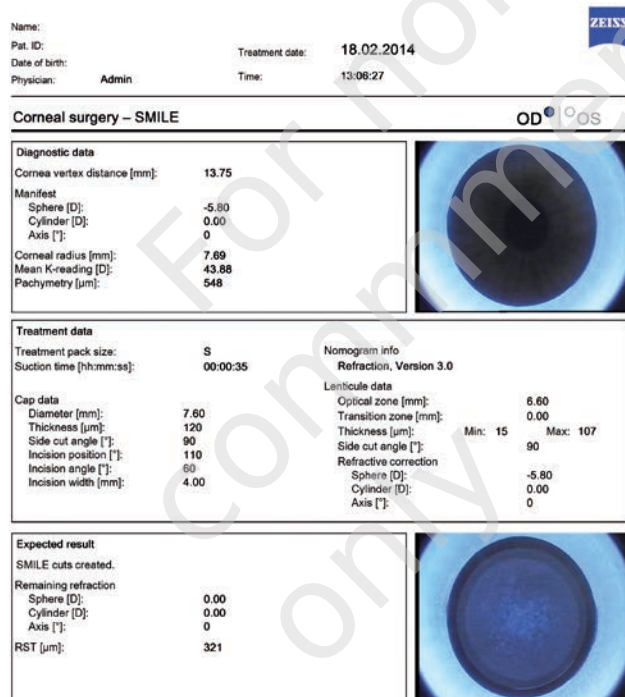 ZEISS
Name:
Pat. ID:
Date of birth:
Physician: Admin
Treatment date: 18.02.2014
Time: 13:06:27
Corneal surgery – SMILE
OD OS
Diagnostic data
Cornea vertex distance [mm]: 13.75
Manifest
Sphere [D]: -5.80
Cylinder [D]: 0.00
Axis [°]: 0
Corneal radius [mm]: 7.69
Mean K-reading [D]: 43.88
Pachymetry [µm]: 548
Treatment data
Treatment pack size: S
Suction time [hh:mm:ss]: 00:00:35
Cap data
Diameter [mm]: 7.60
Thickness [µm]: 120
Side cut angle [°]: 90
Incision position [°]: 110
Incision angle [°]: 60
Incision width [mm]: 4.00
Nomogram info
Refraction, Version 3.0
Lenticule data
Optical zone [mm]: 6.60
Transition zone [mm]: 0.00
Thickness [µm]: Min: 15 Max: 107
Side cut angle [°]: 90
Refractive correction
Sphere [D]: -5.80
Cylinder [D]: 0.00
Axis [°]: 0
Expected result
SMILE cuts created.
Remaining refraction
Sphere [D]: 0.00
Cylinder [D]: 0.00
Axis [°]: 0
RST [µm]: 321
For
only